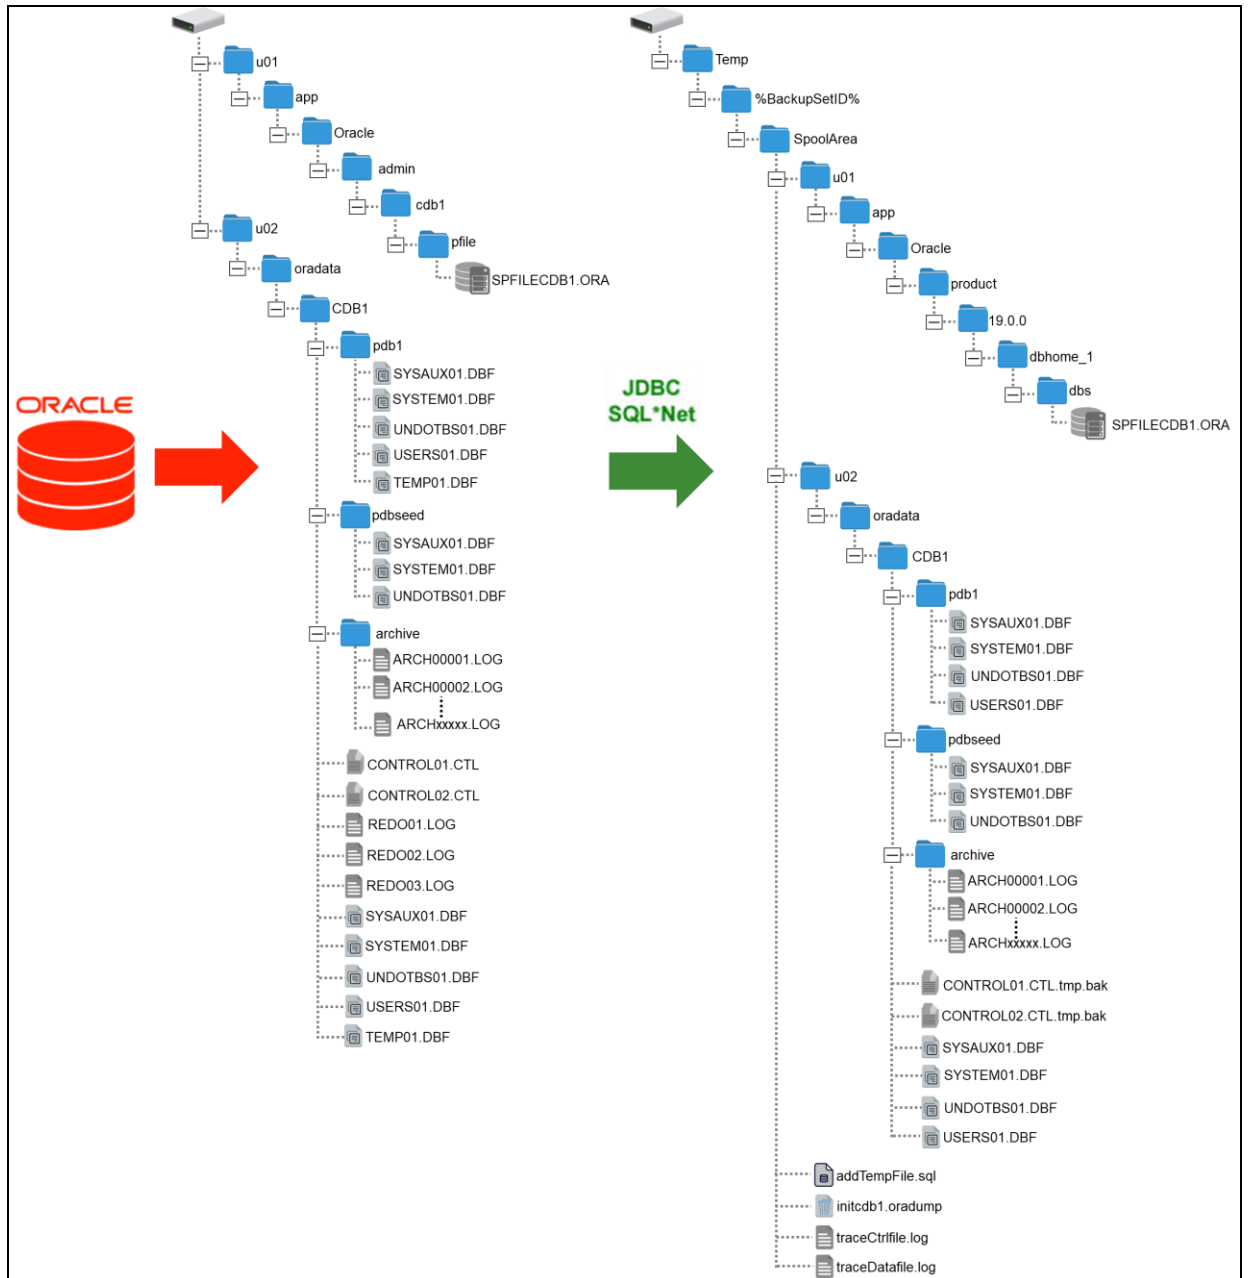 u01
app
Oracle
admin
cdb1
pfile
SPFILECDB1.ORA
u02
oradata
CDB1
pdb1
SYSAUX01.DBF
SYSTEM01.DBF
UNDOTBS01.DBF
USERS01.DBF
TEMP01.DBF
pdbseed
SYSAUX01.DBF
SYSTEM01.DBF
UNDOTBS01.DBF
archive
ARCH00001.LOG
ARCH00002.LOG
ARCHxxxxx.LOG
CONTROL01.CTL
CONTROL02.CTL
REDO01.LOG
REDO02.LOG
REDO03.LOG
SYSAUX01.DBF
SYSTEM01.DBF
UNDOTBS01.DBF
USERS01.DBF
TEMP01.DBF
ORACLE
JDBC
SQL*Net
Temp
%BackupSetID%
SpoolArea
u01
app
Oracle
product
19.0.0
dbhome_1
dbs
SPFILECDB1.ORA
u02
oradata
CDB1
pdb1
SYSAUX01.DBF
SYSTEM01.DBF
UNDOTBS01.DBF
USERS01.DBF
pdbseed
SYSAUX01.DBF
SYSTEM01.DBF
UNDOTBS01.DBF
archive
ARCH00001.LOG
ARCH00002.LOG
ARCHxxxxx.LOG
CONTROL01.CTL.tmp.bak
CONTROL02.CTL.tmp.bak
SYSAUX01.DBF
SYSTEM01.DBF
UNDOTBS01.DBF
USERS01.DBF
addTempFile.sql
initcdb1.oradump
traceCtrlfile.log
traceDatafile.log